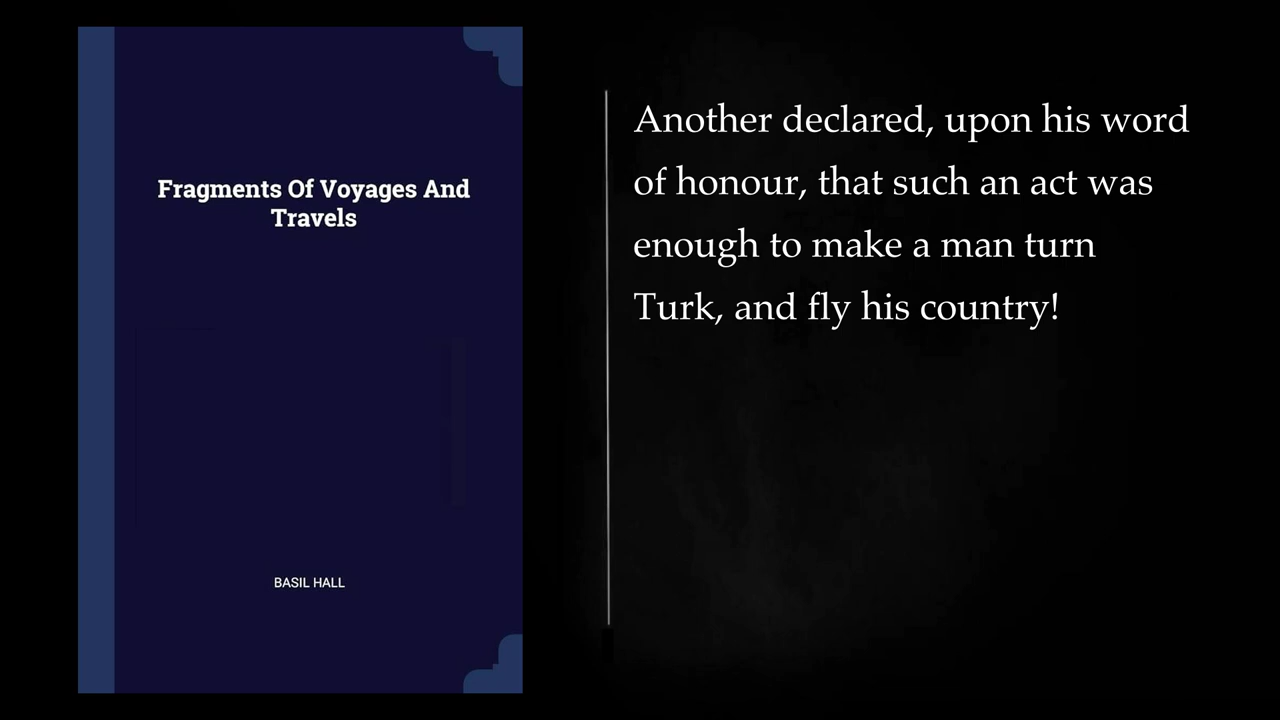 Fragments Of Voyages And
Travels
BASIL HALL
Another declared, upon his word
of honour, that such an act was
enough to make a man turn
Turk, and fly his country!